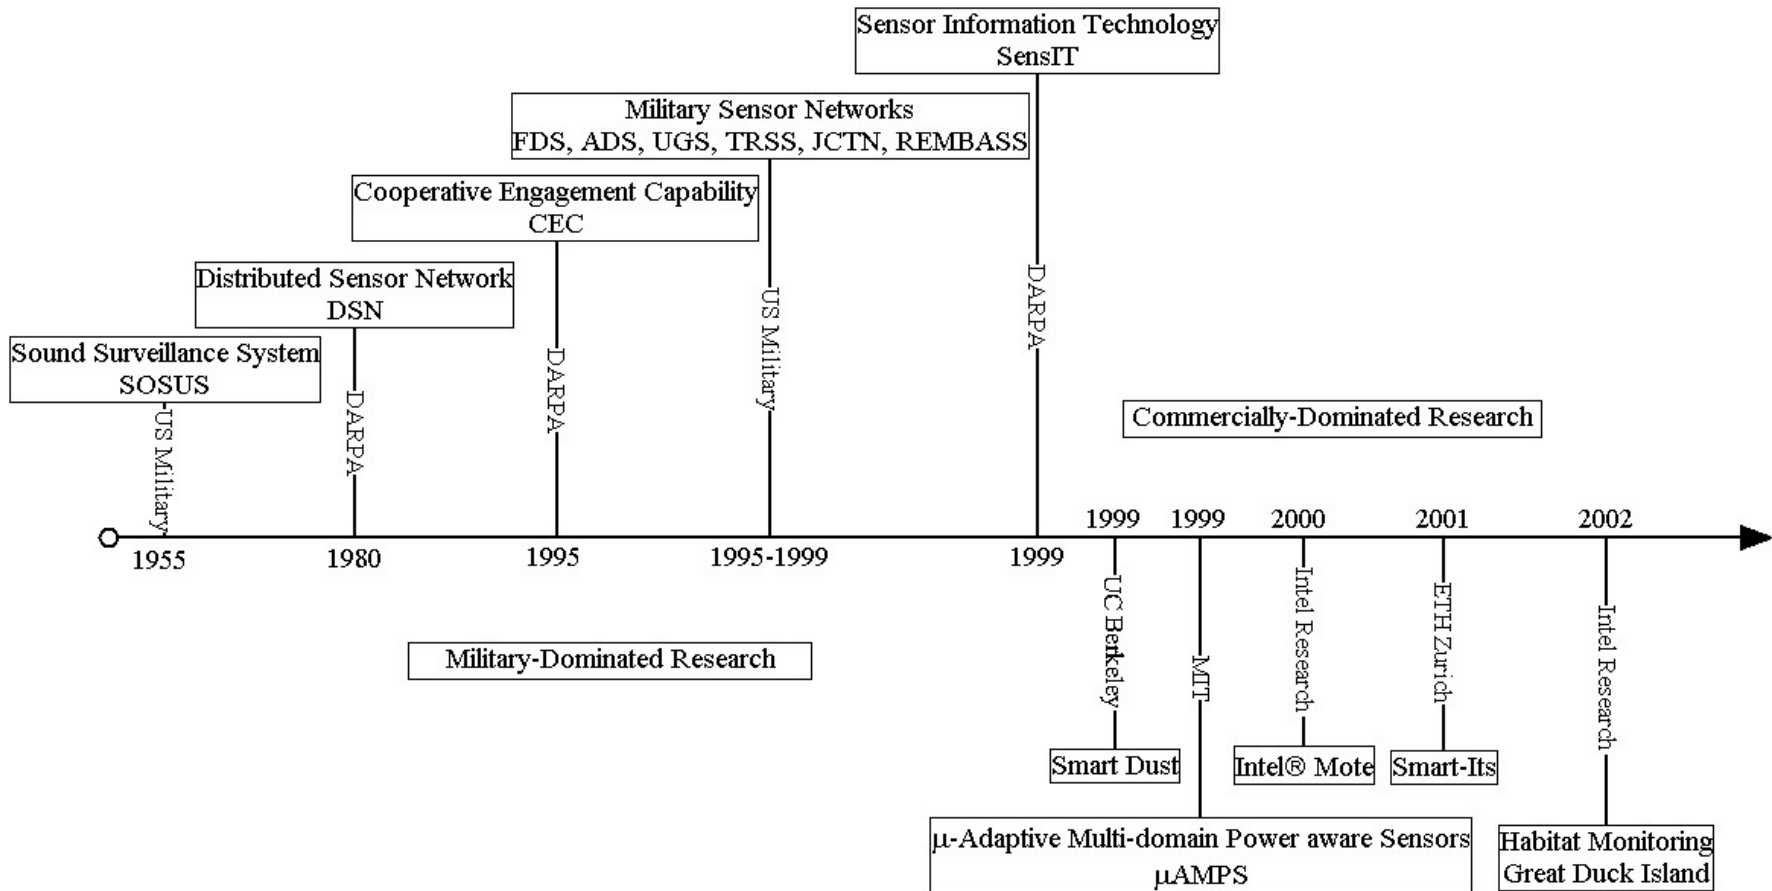 Sensor Information Technology
SensIT
Military Sensor Networks
FDS, ADS, UGS, TRSS, JCTN, REMBASS
Cooperative Engagement Capability
CEC
Distributed Sensor Network
DSN
Sound Surveillance System
SOSUS
US Military
DARPA
DARPA
US Military
DARPA
Commercially-Dominated Research
1955
1980
1995
1995-1999
1999
1999
1999
2000
2001
2002
Military-Dominated Research
UC Berkeley
MIT
Intel Research
ETH Zurich
Intel Research
Smart Dust
Intel® Mote
Smart-Its
μ-Adaptive Multi-domain Power aware Sensors
μAMPS
Habitat Monitoring
Great Duck Island